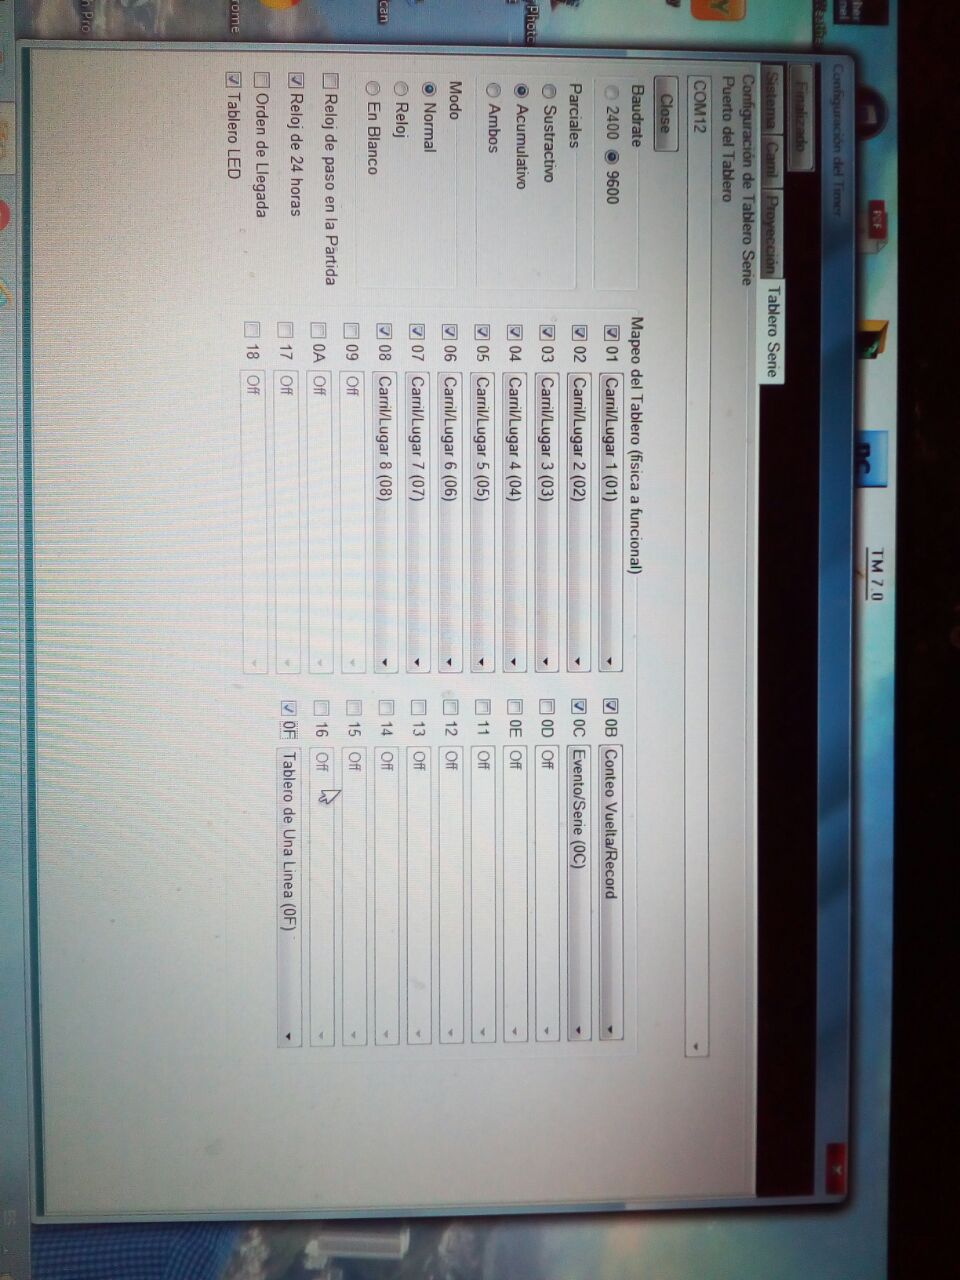 PDF
TM 7.0
Configuración del Timer
Finalizado
Sistema Carril Proyección Tablero Serie
Configuración de Tablero Serie
Puerto del Tablero
COM12
Close
Baudrate
2400 9600
Parciales
Sustractivo
Acumulativo
Ambos
Modo
Normal
Reloj
En Blanco
Reloj de paso en la Partida
Reloj de 24 horas
Orden de Llegada
Tablero LED
Mapeo del Tablero (física a funcional)
01 Carril/Lugar 1 (01)
02 Carril/Lugar 2 (02)
03 Carril/Lugar 3 (03)
04 Carril/Lugar 4 (04)
05 Carril/Lugar 5 (05)
06 Carril/Lugar 6 (06)
07 Carril/Lugar 7 (07)
08 Carril/Lugar 8 (08)
09 Off
0A Off
17 Off
18 Off
0B Conteo Vuelta/Record
0C Evento/Serie (0C)
0D Off
0E Off
11 Off
12 Off
13 Off
14 Off
15 Off
16 Off
0F Tablero de Una Linea (0F)
ES